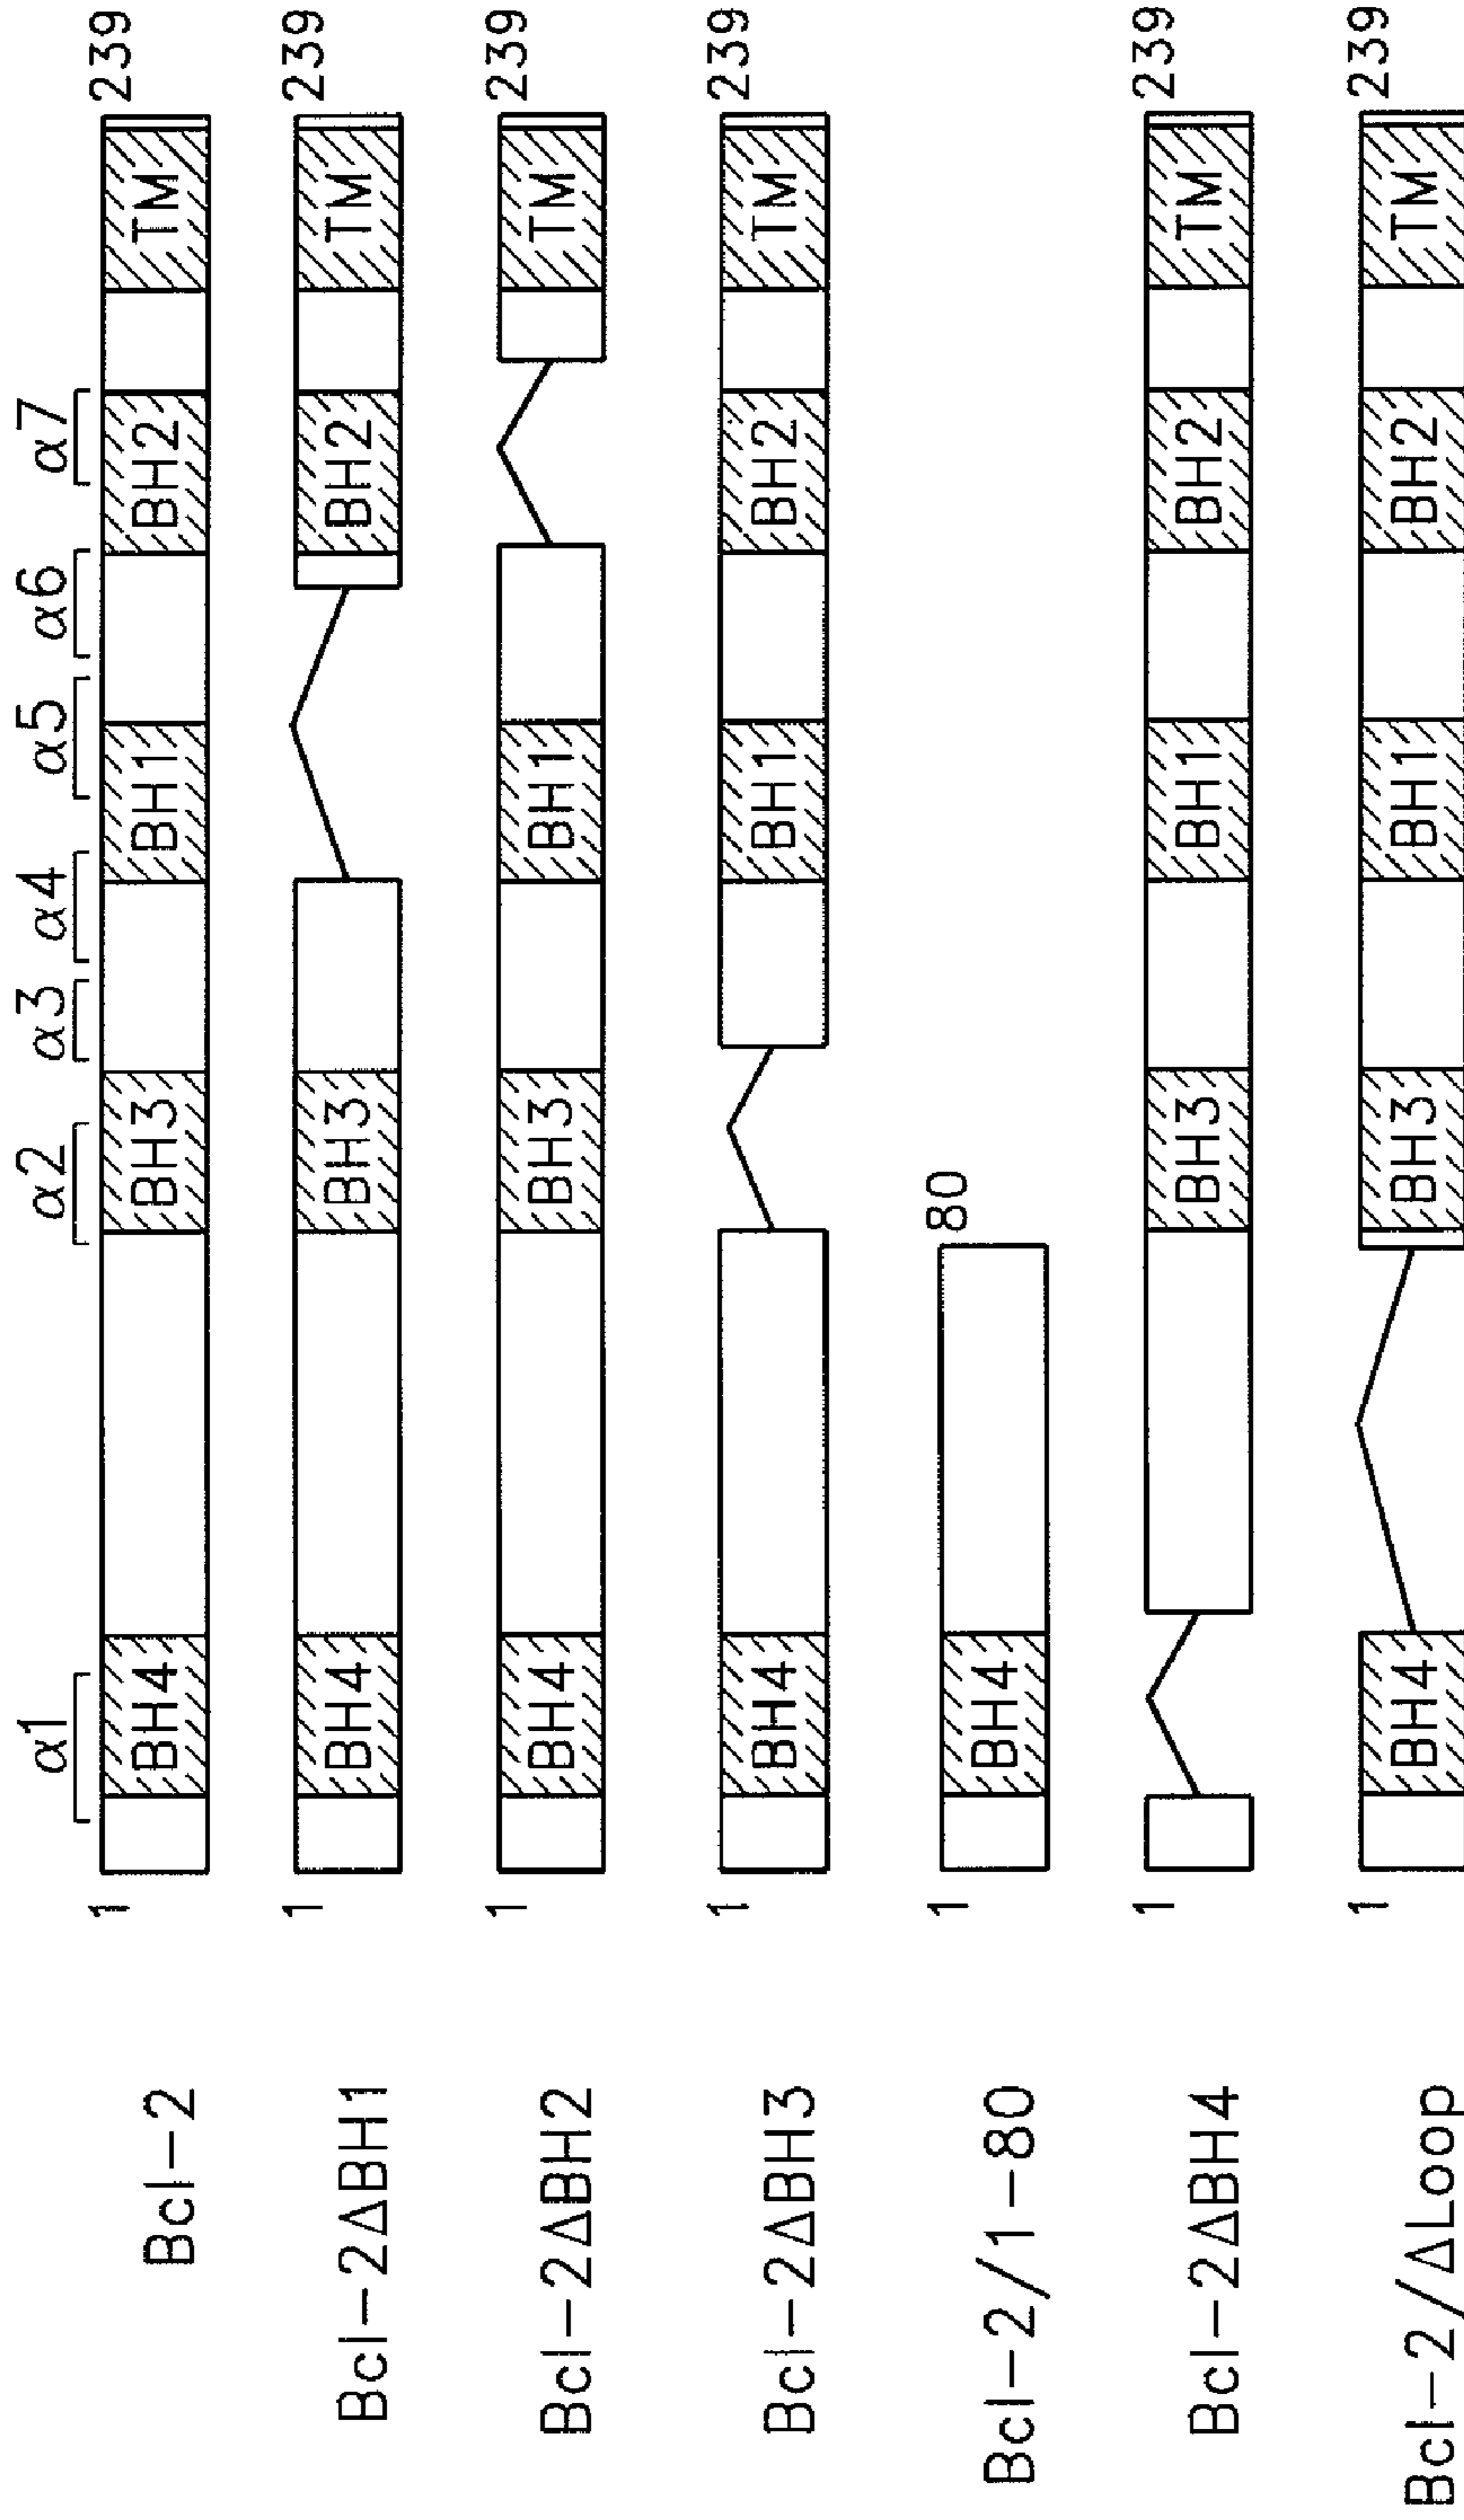 α1 α2 α3 α4 α5 α6 α7
Bcl-2 1 BH4 BH3 BH1 BH2 TM 239
Bcl-2ΔBH1 1 BH4 BH3 BH2 TM 239
Bcl-2ΔBH2 1 BH4 BH3 BH1 TM 239
Bcl-2ΔBH3 1 BH4 BH1 BH2 TM 239
Bcl-2/1-80 1 BH4 80
Bcl-2ΔBH4 1 BH3 BH1 BH2 TM 239
Bcl-2/ΔLoop 1 BH4 BH3 BH1 BH2 TM 239